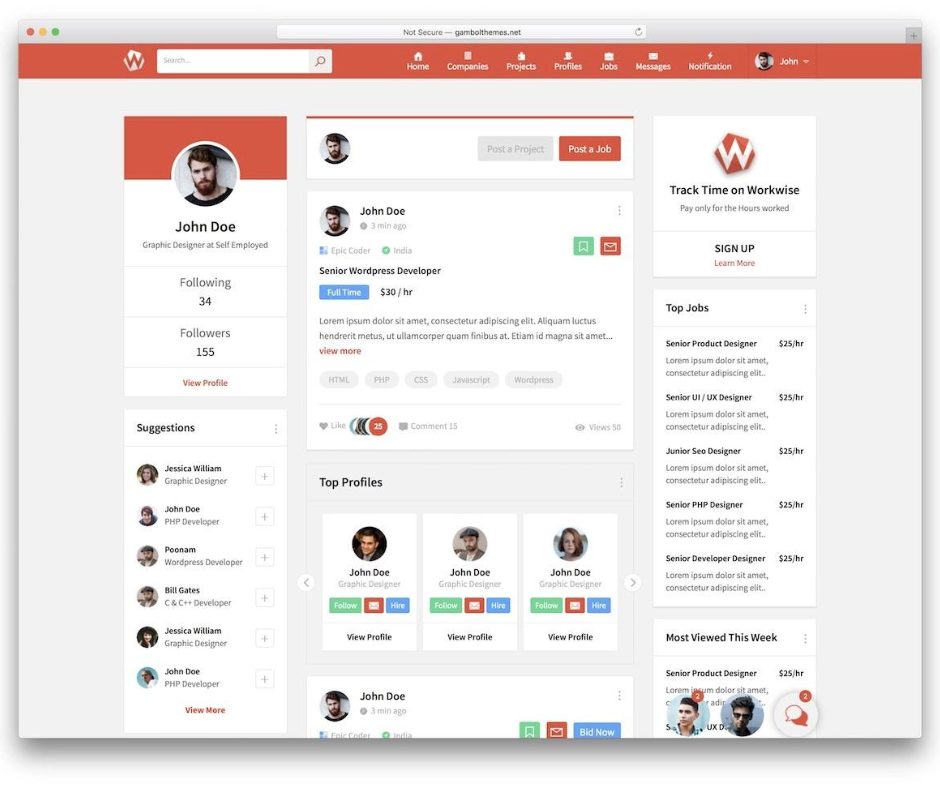 Not Secure — gambolthemes.net
Search...
Home
Companies
Projects
Profiles
Jobs
Messages
Notification
John
John Doe
Graphic Designer at Self Employed
Following
34
Followers
155
View Profile
Suggestions
Jessica William
Graphic Designer
John Doe
PHP Developer
Poonam
Wordpress Developer
Bill Gates
C & C++ Developer
Jessica William
Graphic Designer
John Doe
PHP Developer
View More
Post a Project
Post a Job
John Doe
3 min ago
Epic Coder
India
Senior Wordpress Developer
Full Time
$30 / hr
Lorem ipsum dolor sit amet, consectetur adipiscing elit. Aliquam luctus
hendrerit metus, ut ullamcorper quam finibus at. Etiam id magna sit amet...
view more
HTML
PHP
CSS
Javascript
Wordpress
Like
25
Comment 15
Views 50
Top Profiles
John Doe
Graphic Designer
Follow
Hire
View Profile
John Doe
Graphic Designer
Follow
Hire
View Profile
John Doe
Graphic Designer
Follow
Hire
View Profile
John Doe
3 min ago
Epic Coder
India
Bid Now
W
Track Time on Workwise
Pay only for the Hours worked
SIGN UP
Learn More
Top Jobs
Senior Product Designer $25/hr
Lorem ipsum dolor sit amet,
consectetur adipiscing elit..
Senior UI / UX Designer $25/hr
Lorem ipsum dolor sit amet,
consectetur adipiscing elit..
Junior Seo Designer $25/hr
Lorem ipsum dolor sit amet,
consectetur adipiscing elit..
Senior PHP Designer $25/hr
Lorem ipsum dolor sit amet,
consectetur adipiscing elit..
Senior Developer Designer $25/hr
Lorem ipsum dolor sit amet,
consectetur adipiscing elit..
Most Viewed This Week
Senior Product Designer $25/hr
Lorem ipsum dolor sit amet,
2
2